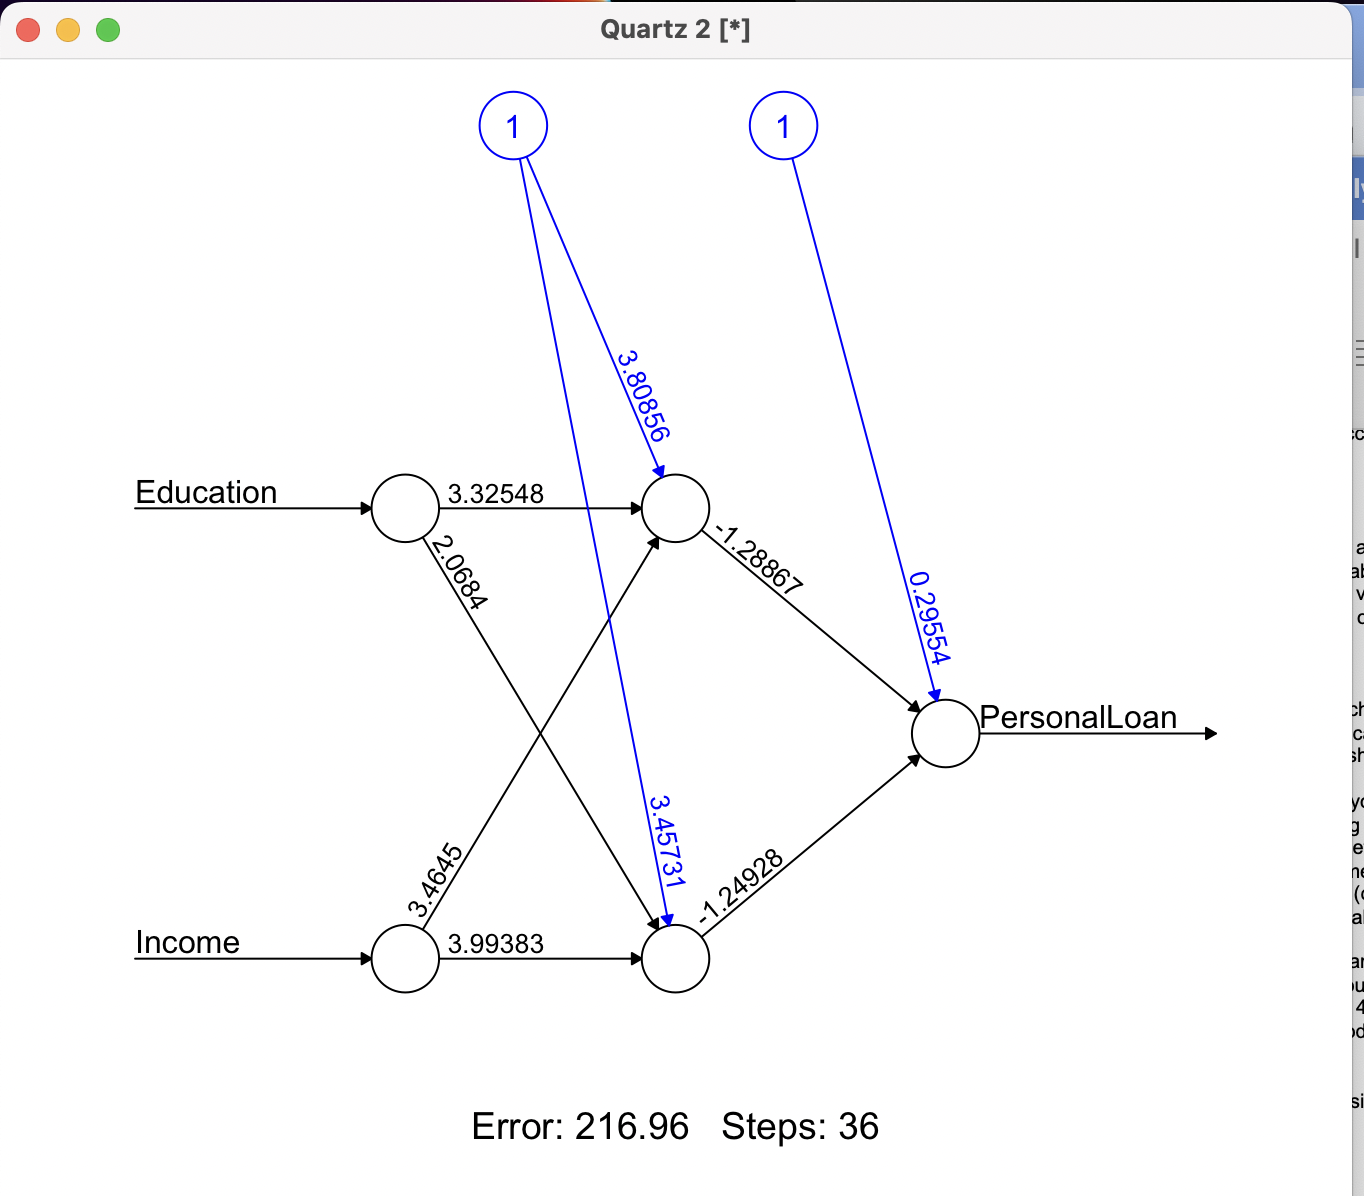 Quartz 2 [*]
1
1
3.80856
Education
3.32548
2.0684
-1.28867
0.29554
PersonalLoan
3.45731
3.4645
-1.24928
Income
3.99383
Error: 216.96 Steps: 36